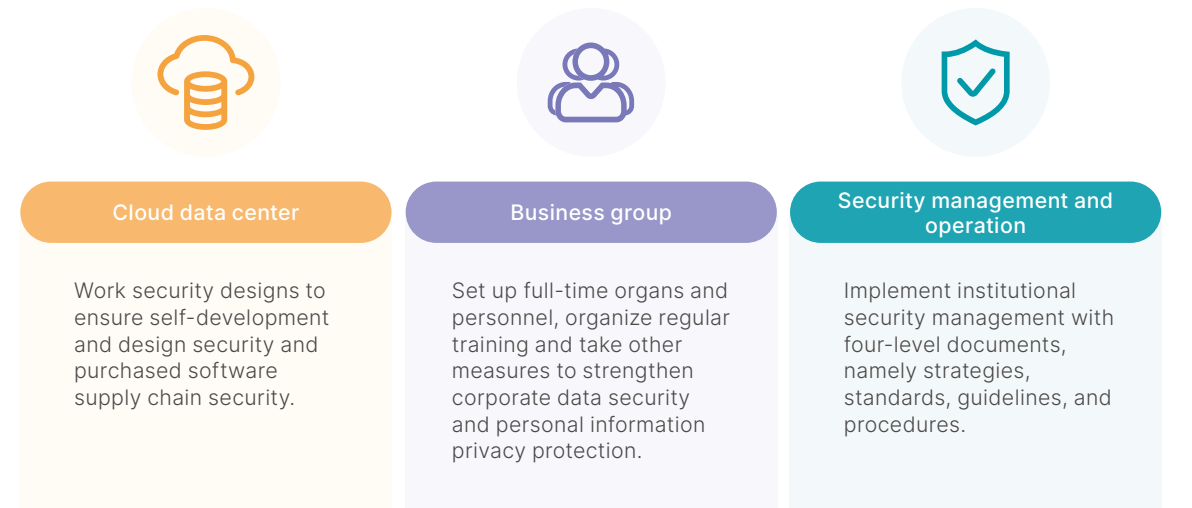 Cloud data center
Work security designs to
ensure self-development
and design security and
purchased software
supply chain security.
Business group
Set up full-time organs and
personnel, organize regular
training and take other
measures to strengthen
corporate data security
and personal information
privacy protection.
Security management and
operation
Implement institutional
security management with
four-level documents,
namely strategies,
standards, guidelines, and
procedures.